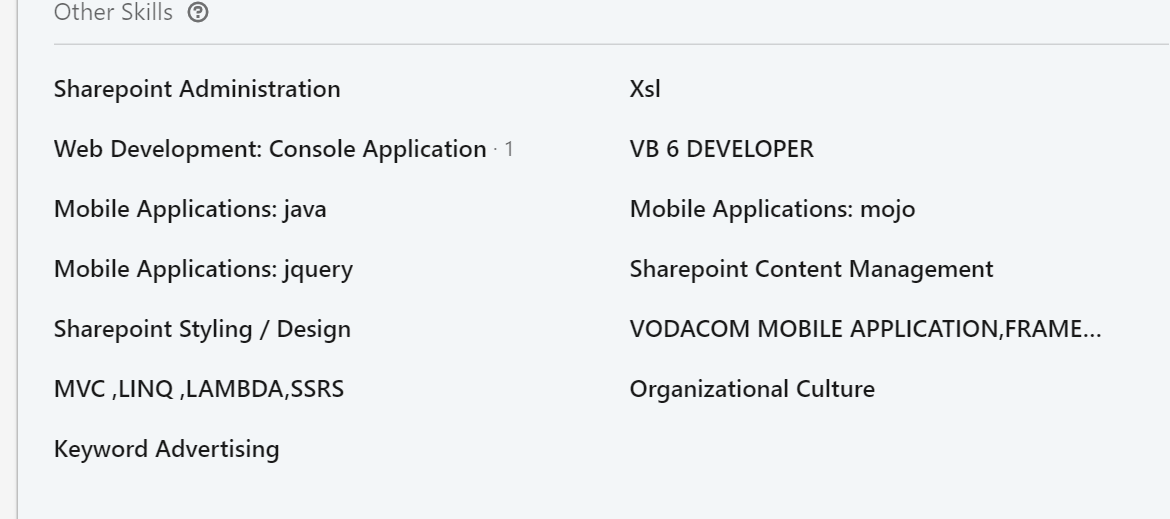 Other Skills
Sharepoint Administration
Xsl
Web Development: Console Application · 1
VB 6 DEVELOPER
Mobile Applications: java
Mobile Applications: mojo
Mobile Applications: jquery
Sharepoint Content Management
Sharepoint Styling / Design
VODACOM MOBILE APPLICATION,FRAME...
MVC ,LINQ ,LAMBDA,SSRS
Organizational Culture
Keyword Advertising